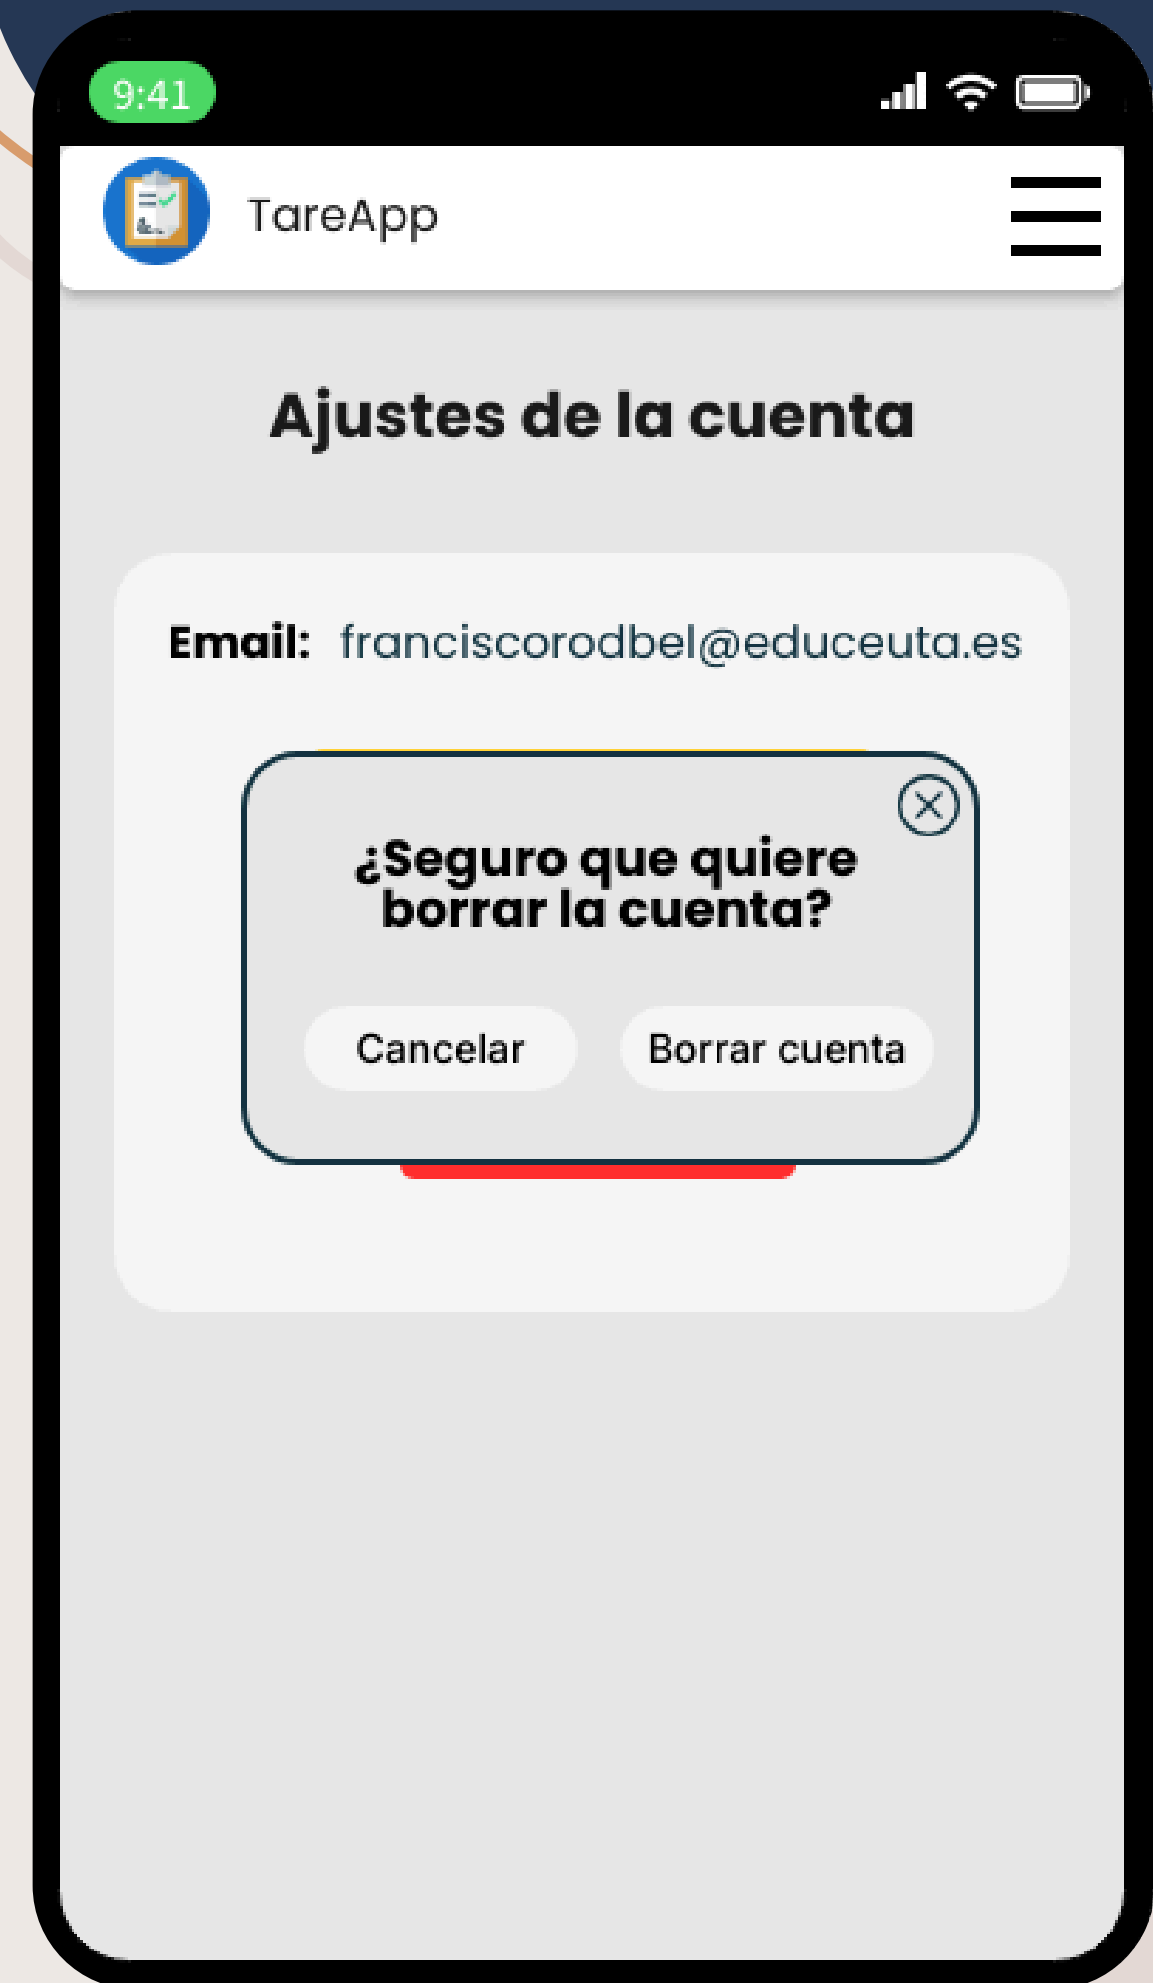 9:41
TareApp
Ajustes de la cuenta
Email: franciscorodbel@educeuta.es
¿Seguro que quiere
borrar la cuenta?
Cancelar Borrar cuenta